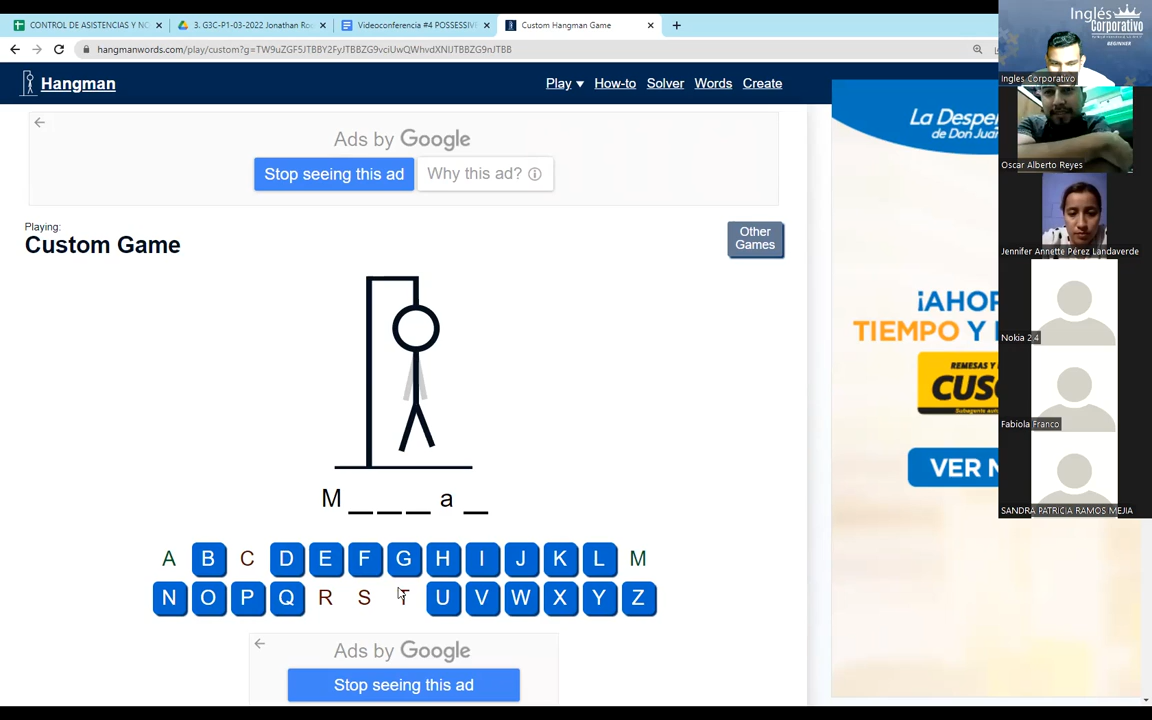 CONTROL DE ASISTENCIAS Y NO
3. G3C-P1-03-2022 Jonathan Ro
Videoconferencia #4 POSSESSIV
Custom Hangman Game
hangmanwords.com/play/custom?g=TW9uZGF5JTBBY2FyJTBBZG9vciUwQWhvdXNlJTBBZG9nJTBB
Hangman
Play ▼ How-to Solver Words Create
Ads by Google
Stop seeing this ad
Why this ad?
Playing:
Custom Game
Other
Games
M _ _ _ a _
A B C D E F G H I J K L M
N O P Q R S T U V W X Y Z
Ads by Google
Stop seeing this ad
La Despe
de Don Jua
¡AHO
TIEMPO Y
REMESAS Y
CUSC
VER
Inglés
Corporativo
BEGINNER
Ingles Corporativo
Oscar Alberto Reyes
Jennifer Annette Pérez Landaverde
Nokia 2.4
Fabiola Franco
SANDRA PATRICIA RAMOS MEJIA